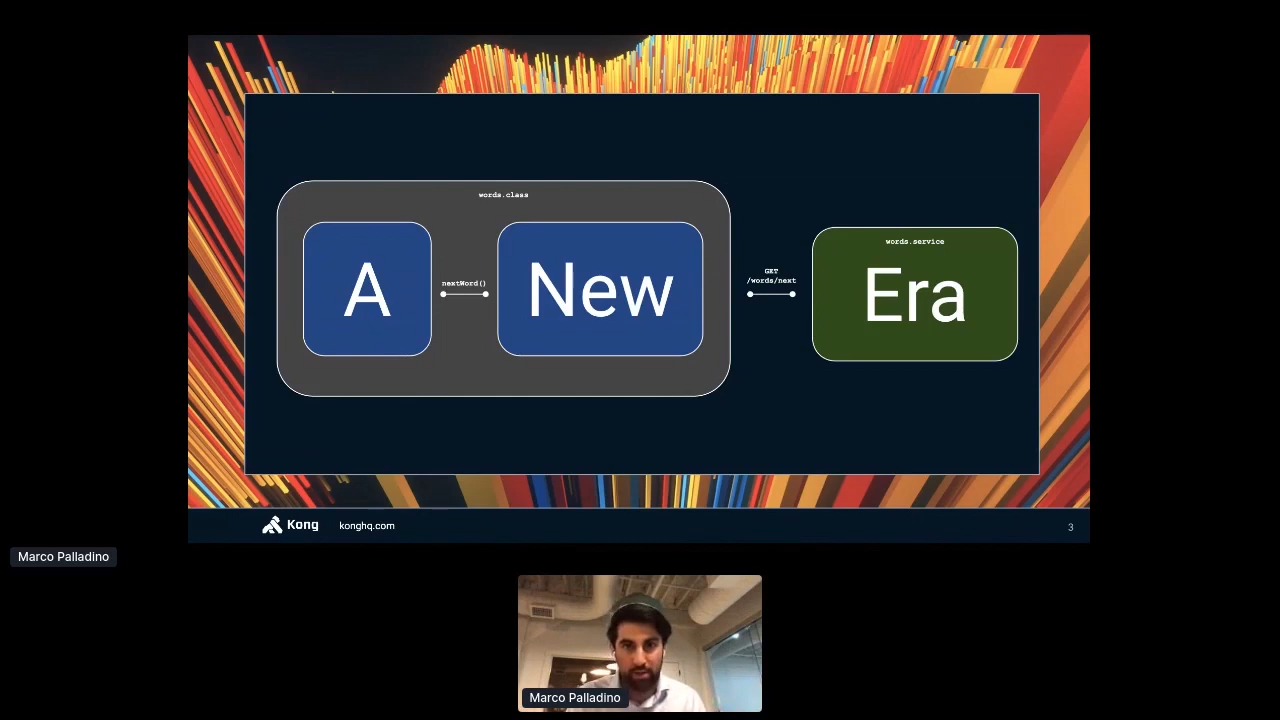 words.class
A
nextWord()
New
GET
/words/next
words.service
Era
Kong
konghq.com
3
Marco Palladino
Marco Palladino